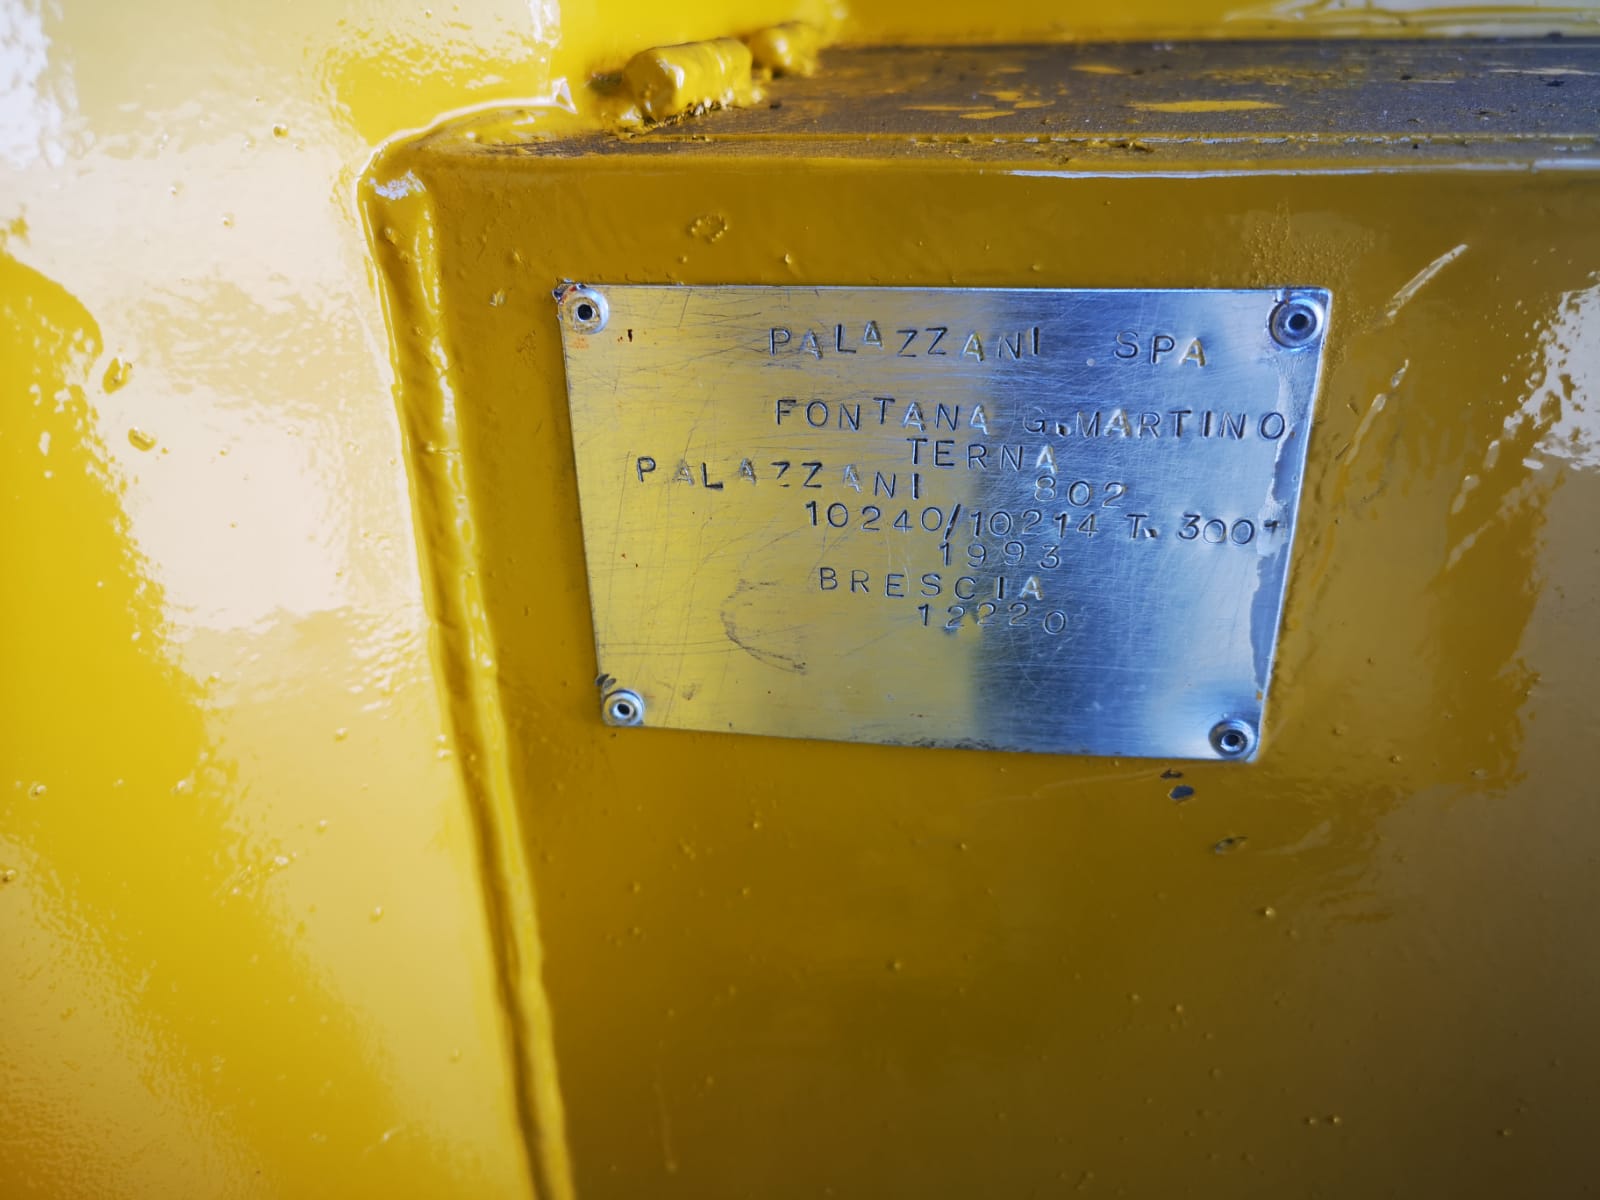 PALAZZANI SPA
FONTANA G.MARTINO
TERNA
PALAZZANI 802
10240/10214 T. 300+
1993
BRESCIA
12220